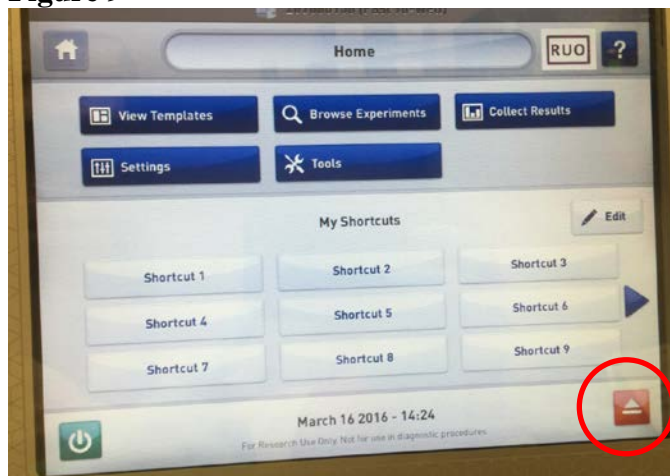 Home
RUO
?
View Templates
Browse Experiments
Collect Results
Settings
Tools
My Shortcuts
Edit
Shortcut 1
Shortcut 2
Shortcut 3
Shortcut 4
Shortcut 5
Shortcut 6
Shortcut 7
Shortcut 8
Shortcut 9
March 16 2016 - 14:24
For Research Use Only. Not for use in diagnostic procedures.